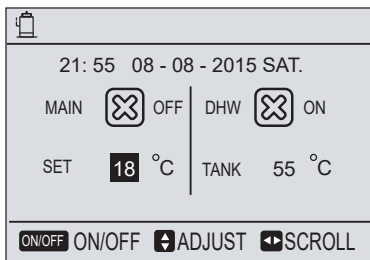 21: 55 08 - 08 - 2015 SAT.
MAIN OFF DHW ON
SET 18 °C TANK 55 °C
ON/OFF ON/OFF ADJUST SCROLL